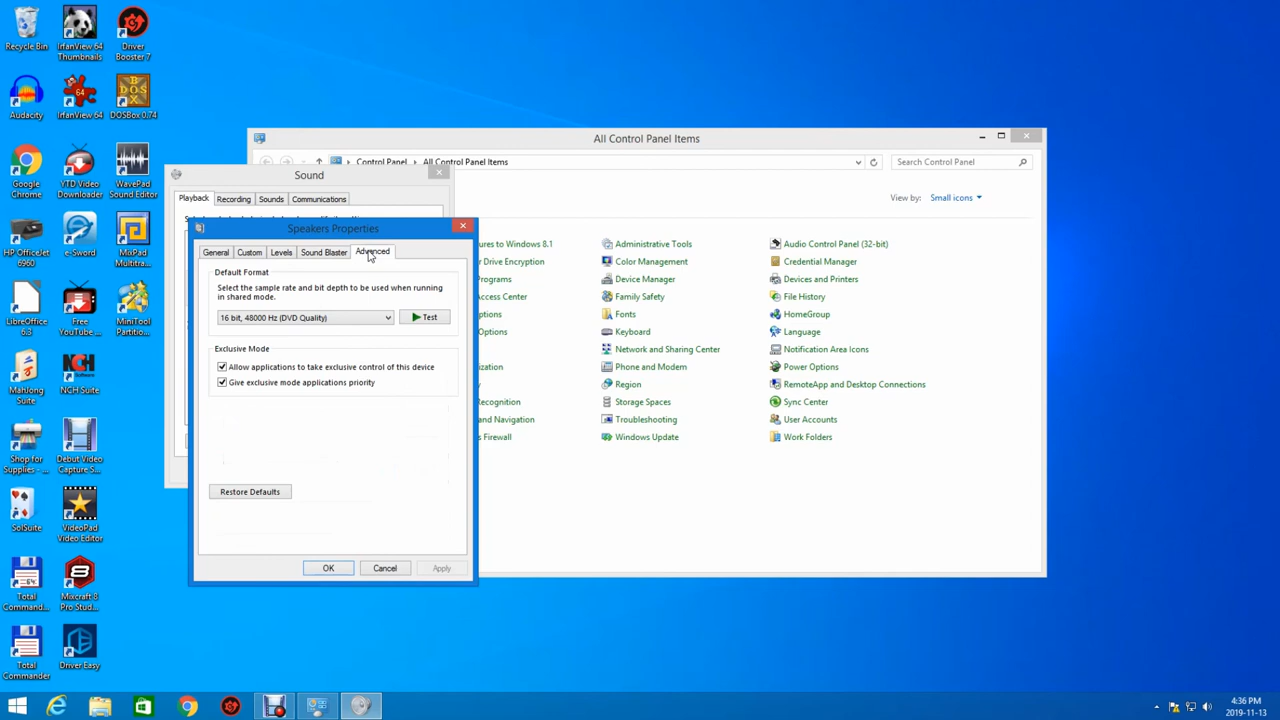 Recycle Bin
IrfanView 64
Thumbnails
Driver
Booster 7
Audacity
IrfanView 64
DOSBox 0.74
Google
Chrome
YTD Video
Downloader
WavePad
Sound Editor
HP OfficeJet
6960
e-Sword
MixPad
Multitra...
LibreOffice
6.3
Free
YouTube ...
MiniTool
Partitio...
Mahjong
Suite
NCH Suite
Shop for
Supplies - ...
Debut Video
Capture S...
SolSuite
VideoPad
Video Editor
Total
Command...
Mixcraft 8
Pro Stud...
Total
Commander
Driver Easy
All Control Panel Items
Control Panel
All Control Panel Items
Search Control Panel
View by: Small icons
ures to Windows 8.1
Administrative Tools
Audio Control Panel (32-bit)
r Drive Encryption
Color Management
Credential Manager
Programs
Device Manager
Devices and Printers
Access Center
Family Safety
File History
ptions
Fonts
HomeGroup
Options
Keyboard
Language
Network and Sharing Center
Notification Area Icons
ization
Phone and Modem
Power Options
Region
RemoteApp and Desktop Connections
Recognition
Storage Spaces
Sync Center
and Navigation
Troubleshooting
User Accounts
s Firewall
Windows Update
Work Folders
Sound
Playback Recording Sounds Communications
Speakers Properties
General Custom Levels Sound Blaster Advanced
Default Format
Select the sample rate and bit depth to be used when running
in shared mode.
16 bit, 48000 Hz (DVD Quality)
Test
Exclusive Mode
Allow applications to take exclusive control of this device
Give exclusive mode applications priority
Restore Defaults
OK Cancel Apply
4:36 PM
2019-11-13